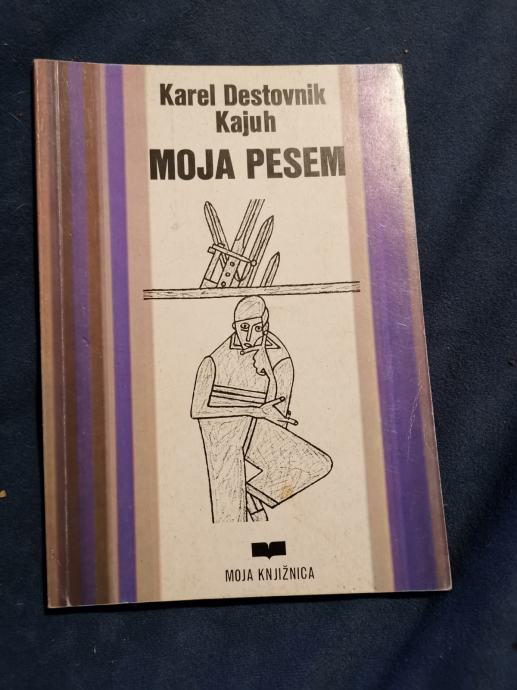 Karel Destovnik
Kajuh
MOJA PESEM
MOJA KNJIŽNICA